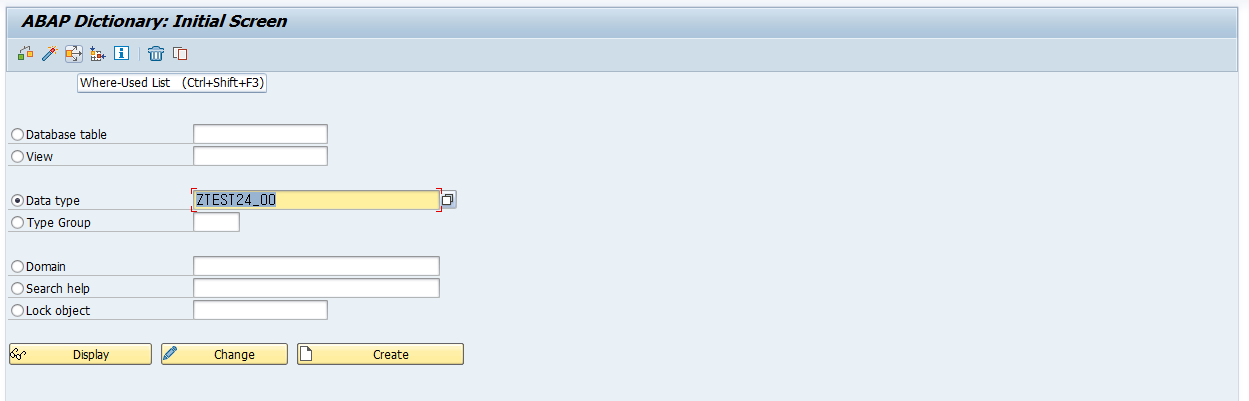 ABAP Dictionary: Initial Screen
Where-Used List (Ctrl+Shift+F3)
Database table
View
Data type ZTEST24_00
Type Group
Domain
Search help
Lock object
Display Change Create